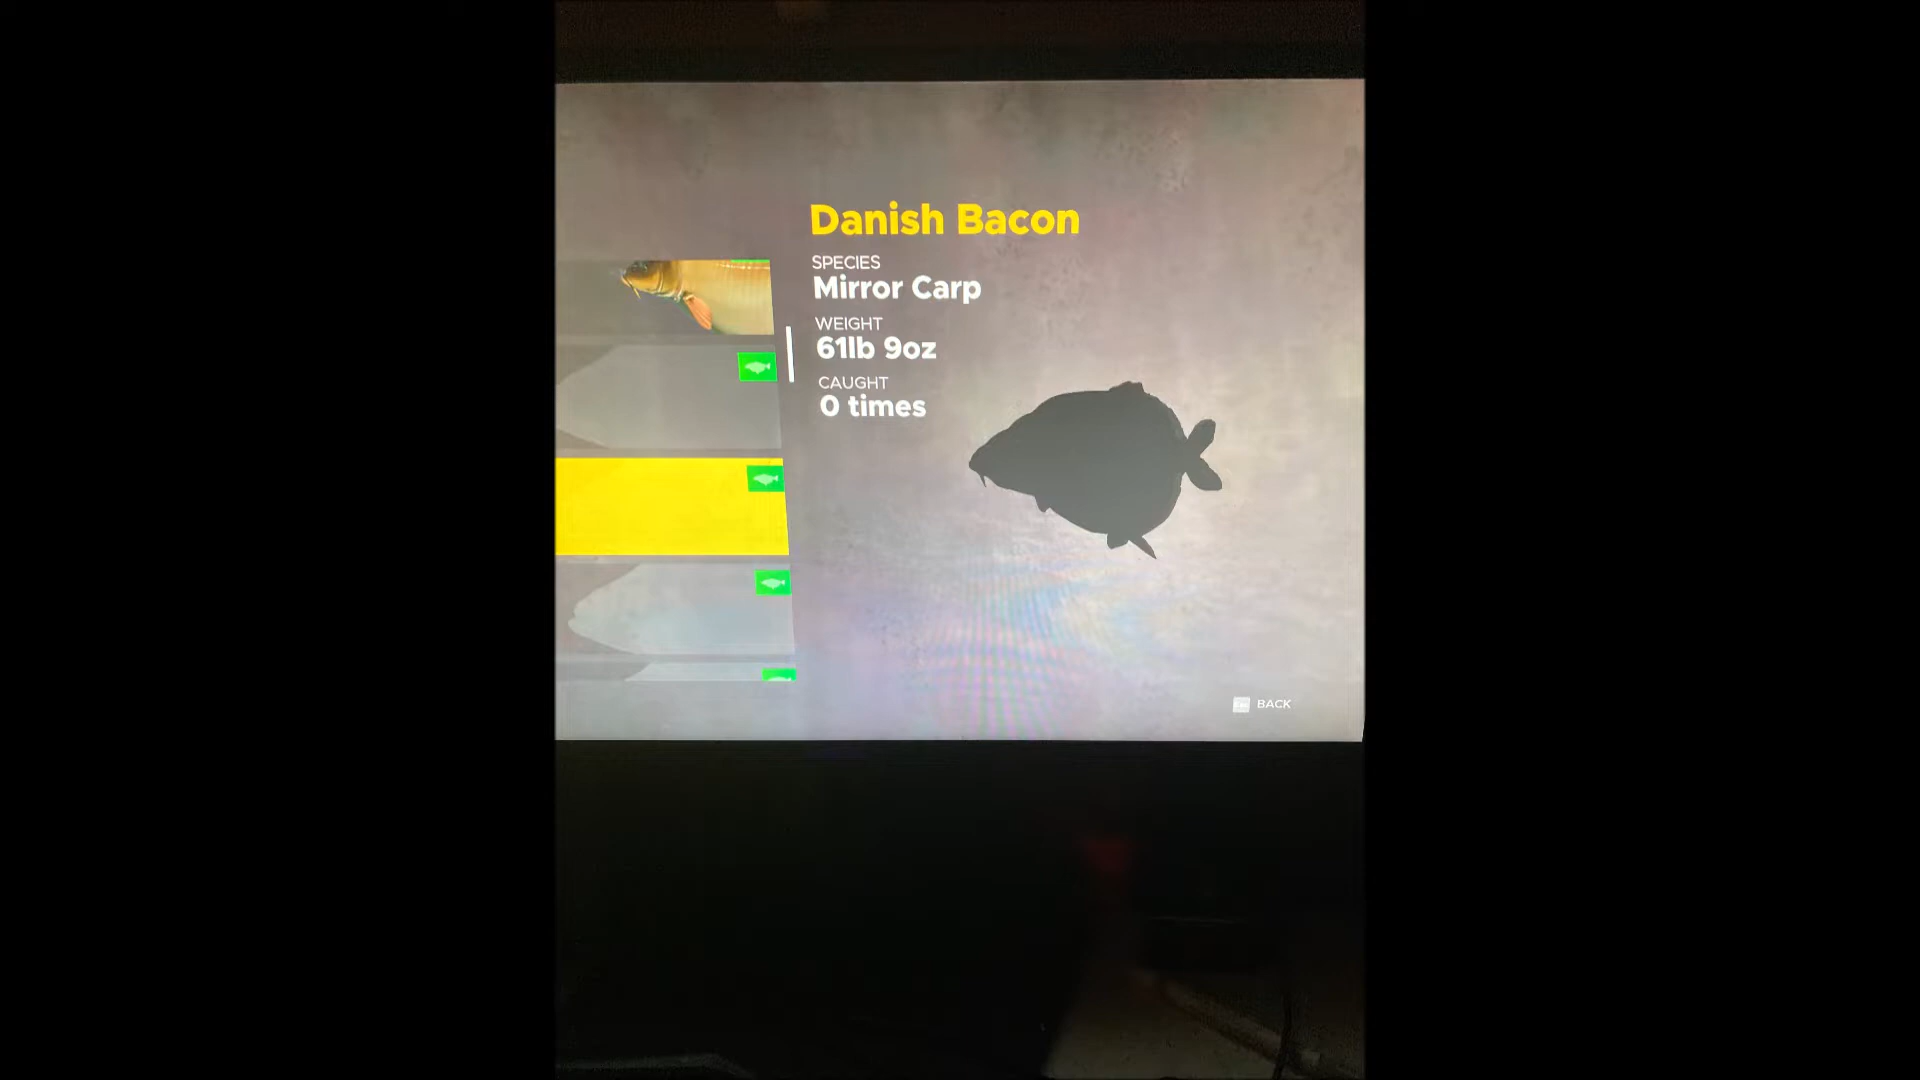 Danish Bacon
SPECIES
Mirror Carp
WEIGHT
61lb 9oz
CAUGHT
0 times
BACK